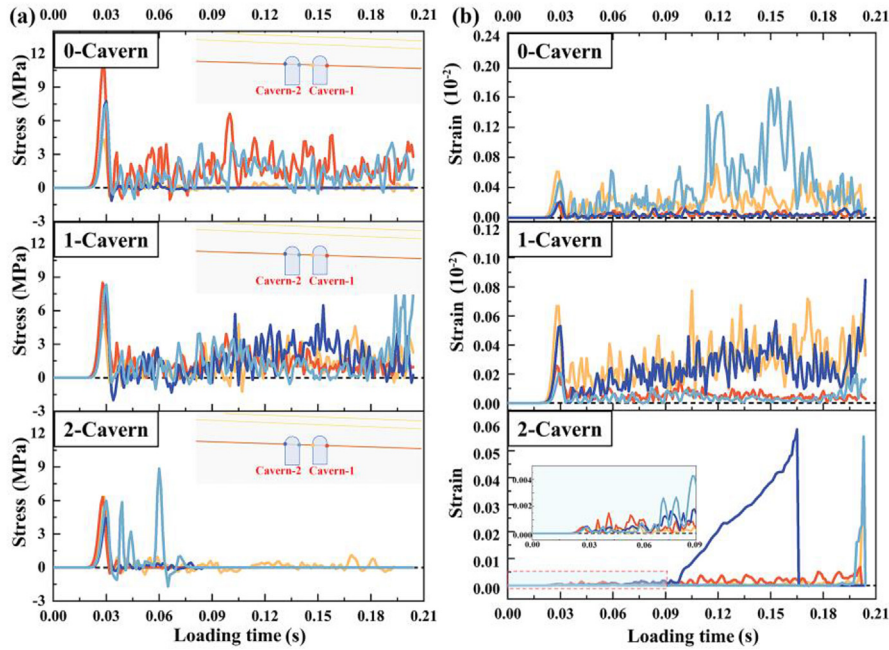 (a)
0.00 0.03 0.06 0.09 0.12 0.15 0.18 0.21
0-Cavern
Stress (MPa)
12
9
6
3
0
-3
Cavern-2 Cavern-1
1-Cavern
Stress (MPa)
12
9
6
3
0
-3
Cavern-2 Cavern-1
2-Cavern
Stress (MPa)
12
9
6
3
0
-3
Cavern-2 Cavern-1
0.00 0.03 0.06 0.09 0.12 0.15 0.18 0.21
Loading time (s)
(b)
0.00 0.03 0.06 0.09 0.12 0.15 0.18 0.21
0-Cavern
Strain (10-2)
0.24
0.20
0.16
0.12
0.08
0.04
0.00
1-Cavern
Strain (10-2)
0.12
0.10
0.08
0.06
0.04
0.02
0.00
2-Cavern
Strain
0.06
0.05
0.04
0.03
0.02
0.01
0.00
0.004
0.002
0.000
0.00 0.03 0.06 0.09
0.00 0.03 0.06 0.09 0.12 0.15 0.18 0.21
Loading time (s)